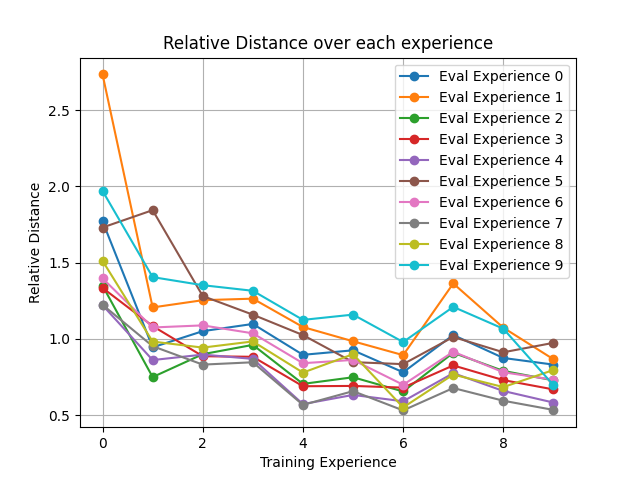 Relative Distance over each experience
Eval Experience 0
Eval Experience 1
Eval Experience 2
Eval Experience 3
Eval Experience 4
Eval Experience 5
Eval Experience 6
Eval Experience 7
Eval Experience 8
Eval Experience 9
Relative Distance
2.5
2.0
1.5
1.0
0.5
0 2 4 6 8
Training Experience